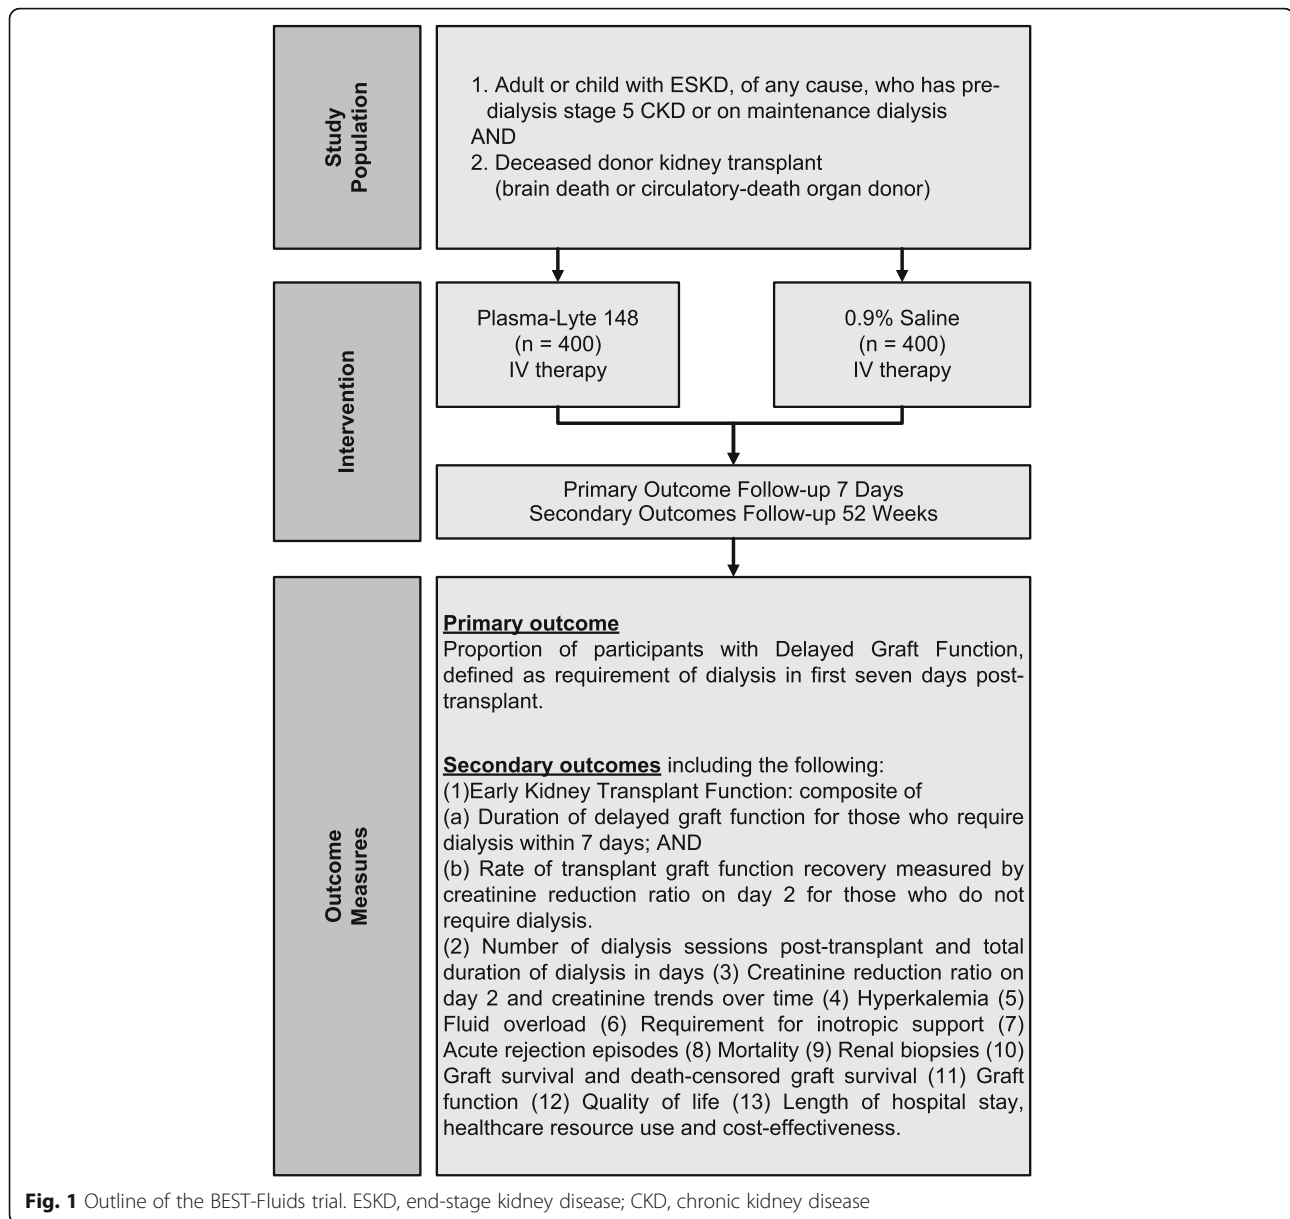 Study
Population
1. Adult or child with ESKD, of any cause, who has pre-
dialysis stage 5 CKD or on maintenance dialysis
AND
2. Deceased donor kidney transplant
(brain death or circulatory-death organ donor)
Intervention
Plasma-Lyte 148
(n = 400)
IV therapy
0.9% Saline
(n = 400)
IV therapy
Primary Outcome Follow-up 7 Days
Secondary Outcomes Follow-up 52 Weeks
Outcome
Measures
Primary outcome
Proportion of participants with Delayed Graft Function,
defined as requirement of dialysis in first seven days post-
transplant.
Secondary outcomes including the following:
(1)Early Kidney Transplant Function: composite of
(a) Duration of delayed graft function for those who require
dialysis within 7 days; AND
(b) Rate of transplant graft function recovery measured by
creatinine reduction ratio on day 2 for those who do not
require dialysis.
(2) Number of dialysis sessions post-transplant and total
duration of dialysis in days (3) Creatinine reduction ratio on
day 2 and creatinine trends over time (4) Hyperkalemia (5)
Fluid overload (6) Requirement for inotropic support (7)
Acute rejection episodes (8) Mortality (9) Renal biopsies (10)
Graft survival and death-censored graft survival (11) Graft
function (12) Quality of life (13) Length of hospital stay,
healthcare resource use and cost-effectiveness.
Fig. 1 Outline of the BEST-Fluids trial. ESKD, end-stage kidney disease; CKD, chronic kidney disease